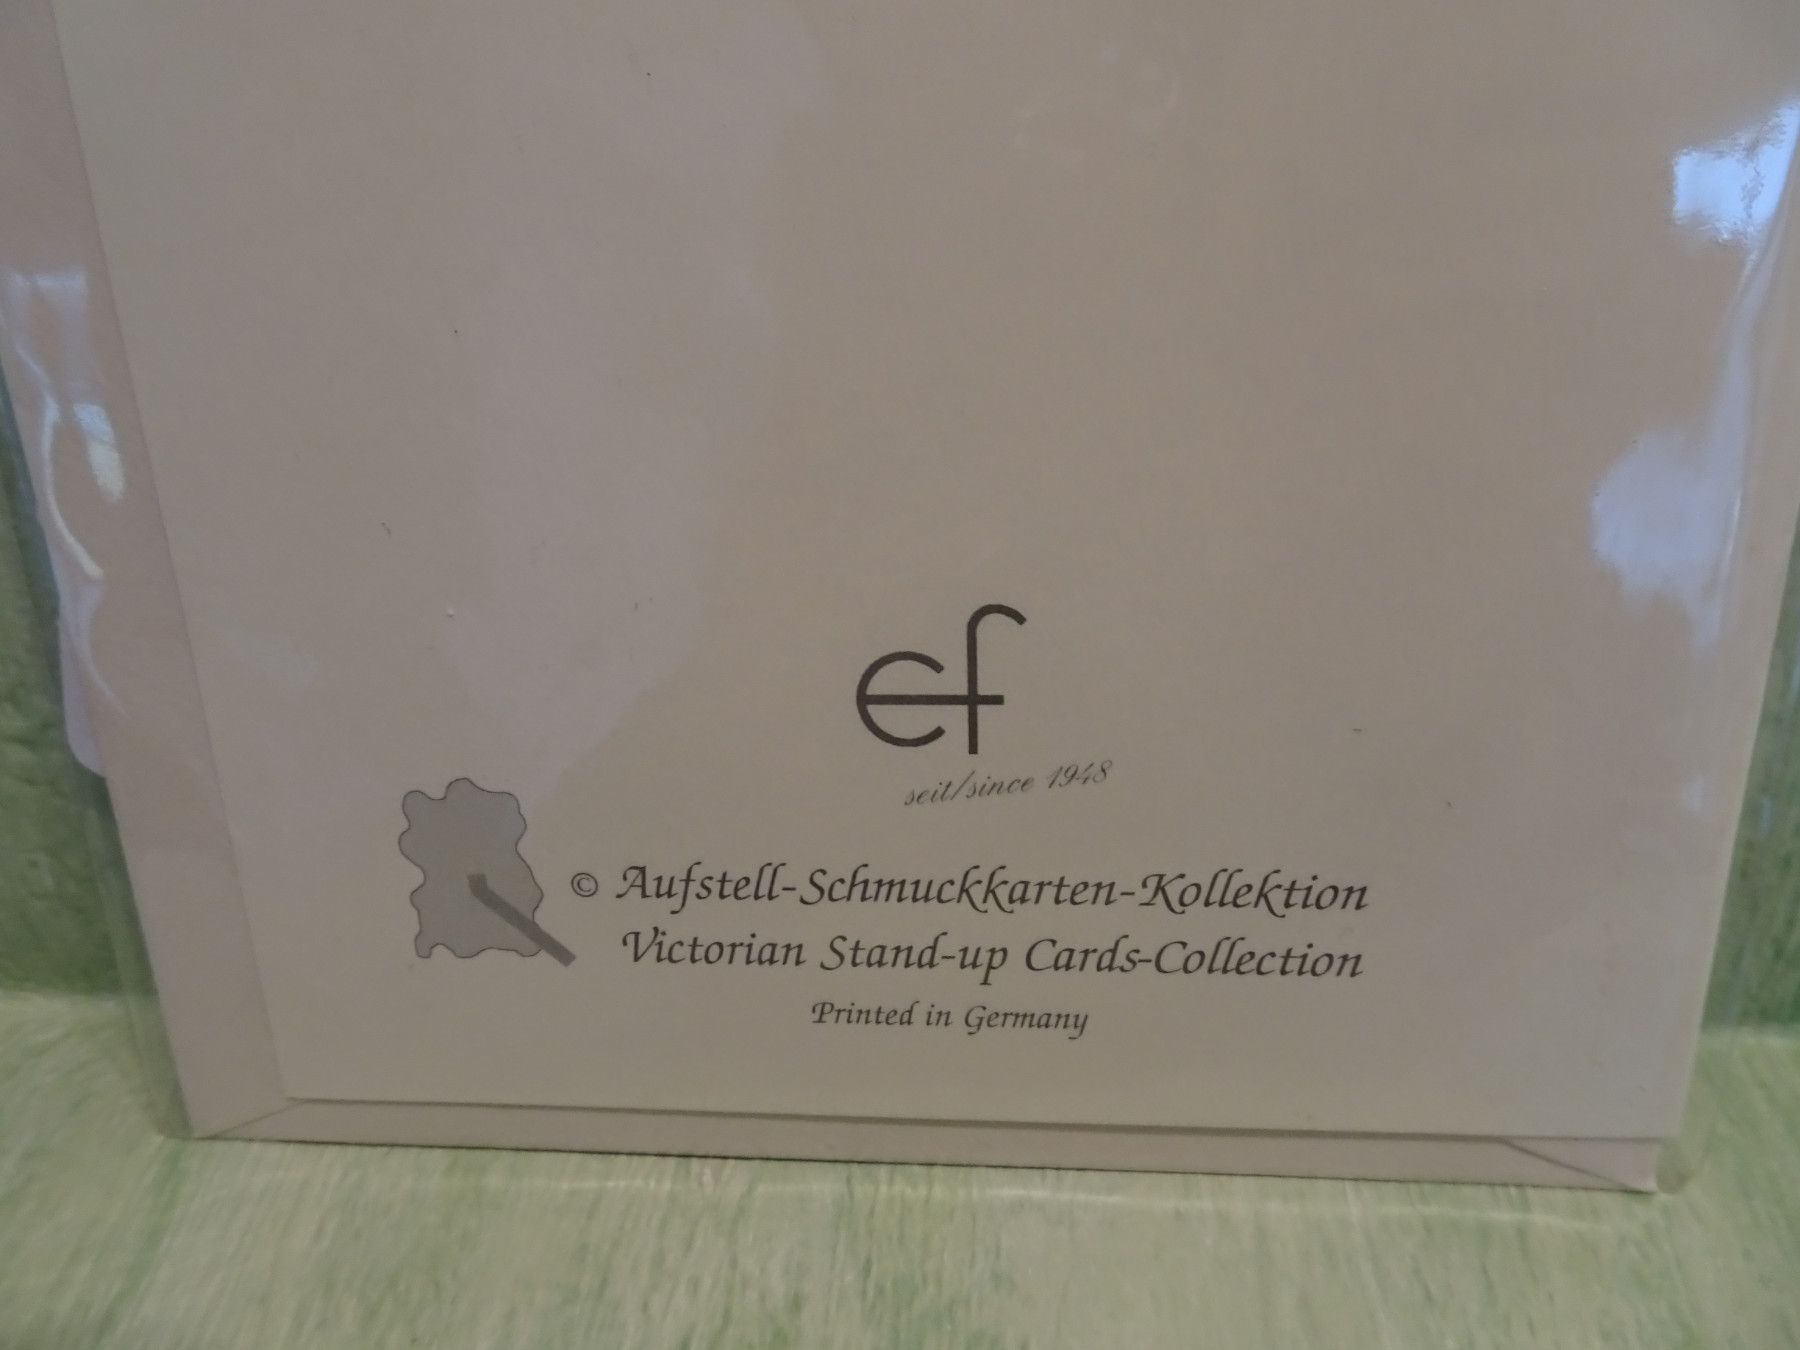 ef
seit/since 1948
© Aufstell-Schmuckkarten-Kollektion
Victorian Stand-up Cards-Collection
Printed in Germany